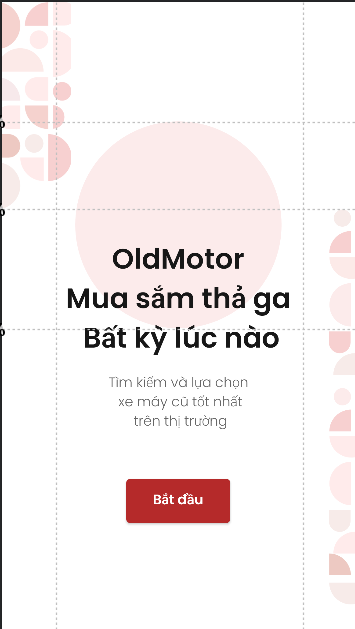 OldMotor
Mua sắm thả ga
Bất kỳ lúc nào
Tìm kiếm và lựa chọn
xe máy cũ tốt nhất
trên thị trường
Bắt đầu